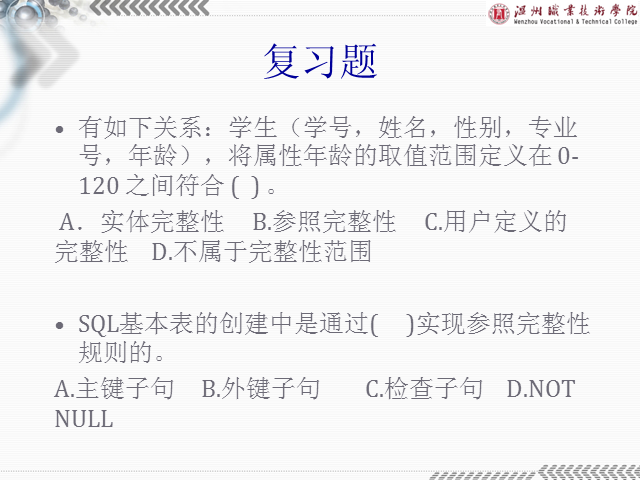 温州职业技术学院
Wenzhou Vocational & Technical College
复习题
• 有如下关系：学生（学号，姓名，性别，专业
号，年龄），将属性年龄的取值范围定义在 0-
120 之间符合 ( ) 。
A．实体完整性 B.参照完整性 C.用户定义的
完整性 D.不属于完整性范围
• SQL基本表的创建中是通过( )实现参照完整性
规则的。
A.主键子句 B.外键子句 C.检查子句 D.NOT
NULL